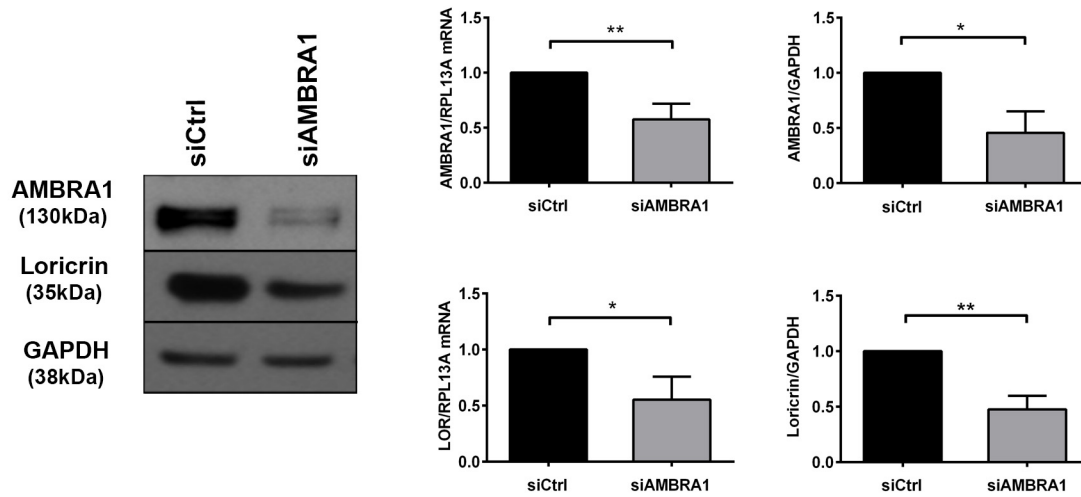 siCtrl
siAMBRA1
AMBRA1
(130kDa)
Loricrin
(35kDa)
GAPDH
(38kDa)
AMBRA1/RPL13A mRNA
1.5
1.0
0.5
0.0
**
siCtrl
siAMBRA1
AMBRA1/GAPDH
1.5
1.0
0.5
0.0
*
siCtrl
siAMBRA1
LOR/RPL13A mRNA
1.5
1.0
0.5
0.0
*
siCtrl
siAMBRA1
Loricrin/GAPDH
1.5
1.0
0.5
0.0
**
siCtrl
siAMBRA1